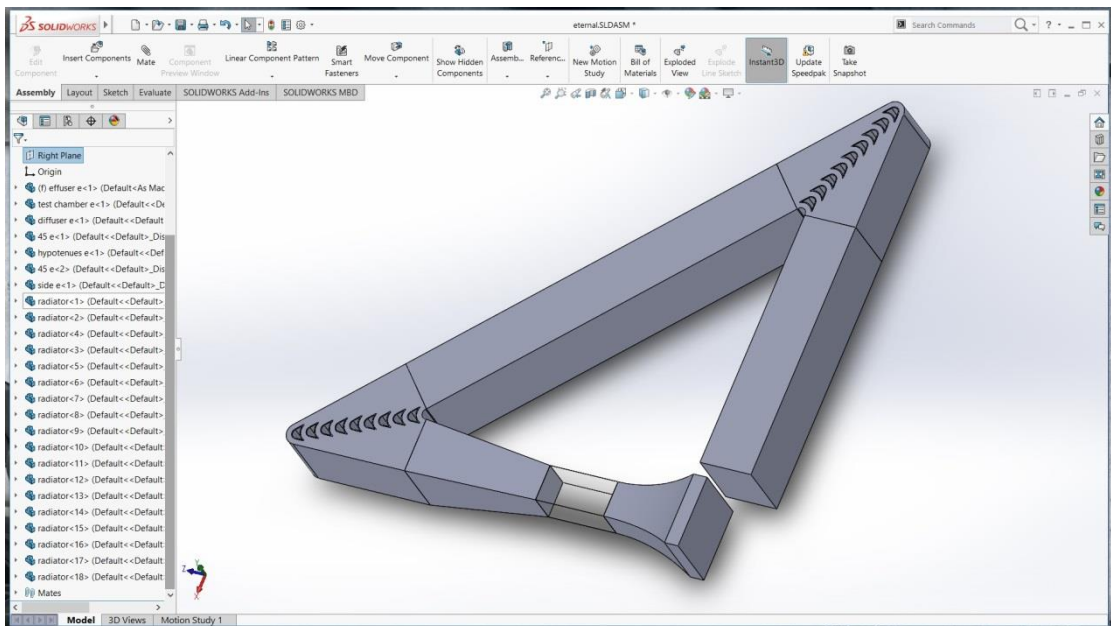 SOLIDWORKS
eternal.SLDASM *
Search Commands
Edit Component
Insert Components
Mate
Component Preview Window
Linear Component Pattern
Smart Fasteners
Move Component
Show Hidden Components
Assemb...
Referenc...
New Motion Study
Bill of Materials
Exploded View
Explode Line Sketch
Instant3D
Update Speedpak
Take Snapshot
Assembly Layout Sketch Evaluate SOLIDWORKS Add-Ins SOLIDWORKS MBD
Right Plane
Origin
(f) effuser e<1> (Default<As Mac
test chamber e<1> (Default<<De
diffuser e<1> (Default<<Default
45 e<1> (Default<<Default>_Dis
hypotenues e<1> (Default<<Def
45 e<2> (Default<<Default>_Dis
side e<1> (Default<<Default>_D
radiator<1> (Default<<Default>
radiator<2> (Default<<Default>
radiator<4> (Default<<Default>
radiator<3> (Default<<Default>
radiator<5> (Default<<Default>
radiator<6> (Default<<Default>
radiator<7> (Default<<Default>
radiator<8> (Default<<Default>
radiator<9> (Default<<Default>
radiator<10> (Default<<Default:
radiator<11> (Default<<Default:
radiator<12> (Default<<Default:
radiator<13> (Default<<Default:
radiator<14> (Default<<Default:
radiator<15> (Default<<Default:
radiator<16> (Default<<Default:
radiator<17> (Default<<Default:
radiator<18> (Default<<Default:
Mates
Z Y X
Model 3D Views Motion Study 1